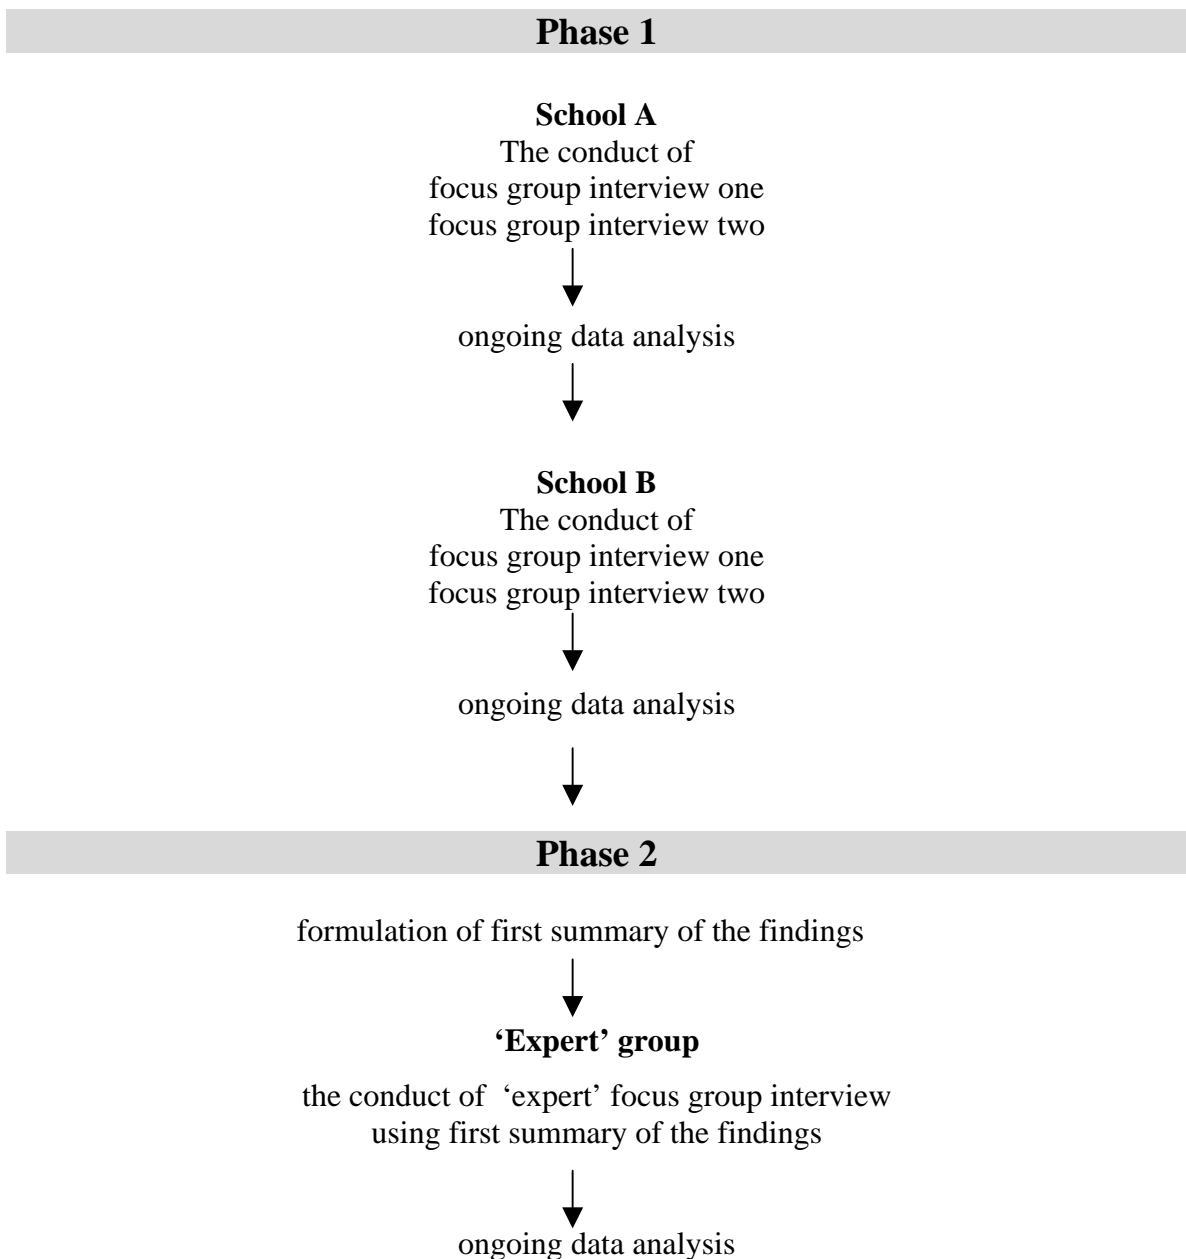 Phase 1
School A
The conduct of
focus group interview one
focus group interview two
ongoing data analysis
School B
The conduct of
focus group interview one
focus group interview two
ongoing data analysis
Phase 2
formulation of first summary of the findings
‘Expert’ group
the conduct of ‘expert’ focus group interview
using first summary of the findings
ongoing data analysis